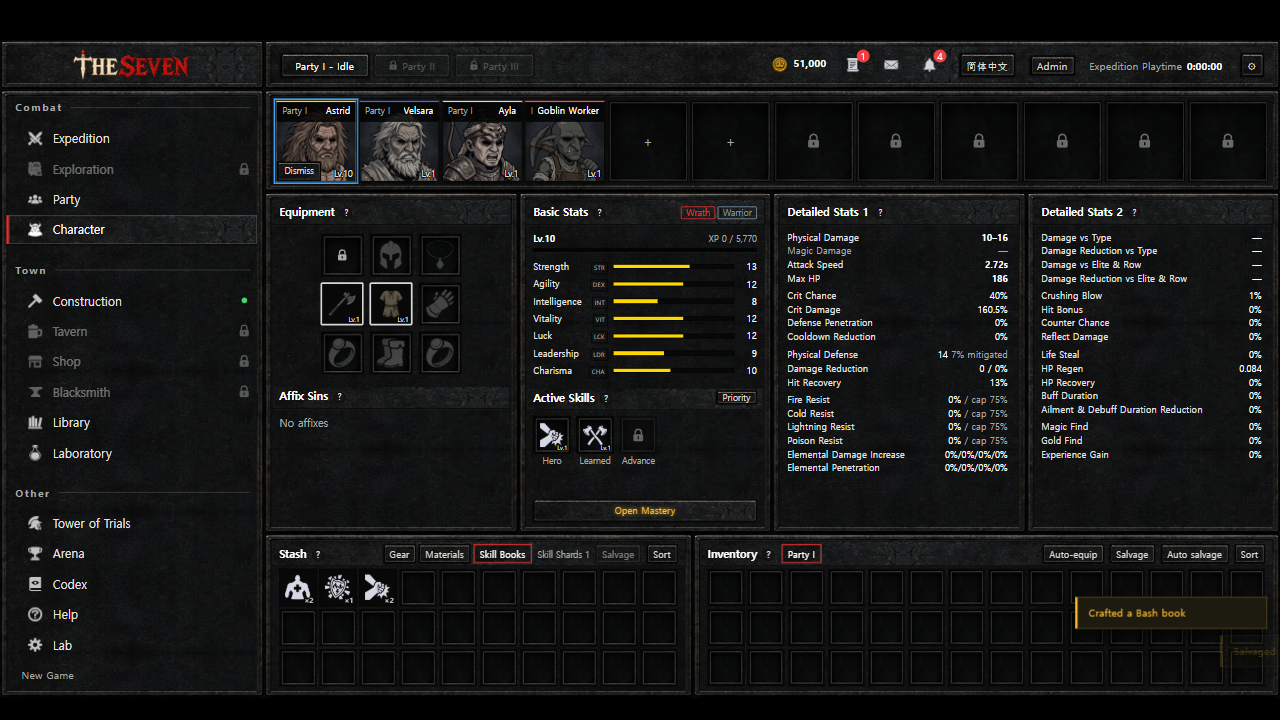 THE SEVEN
Party I - Idle
Party II
Party III
51,000
1
4
简体中文
Admin
Expedition Playtime 0:00:00
Combat
Expedition
Exploration
Party
Character
Town
Construction
Tavern
Shop
Blacksmith
Library
Laboratory
Other
Tower of Trials
Arena
Codex
Help
Lab
New Game
Party I Astrid
Dismiss
Lv.10
Party I Velsara
Lv.1
Party I Ayla
Lv.1
I Goblin Worker
Lv.1
+
+
Equipment ?
Lv.1
Lv.1
Affix Sins ?
No affixes
Basic Stats ?
Wrath
Warrior
Lv.10
XP 0 / 5,770
Strength STR 13
Agility DEX 12
Intelligence INT 8
Vitality VIT 12
Luck LCK 12
Leadership LDR 9
Charisma CHA 10
Active Skills ?
Priority
Lv.1
Lv.1
Hero
Learned
Advance
Open Mastery
Detailed Stats 1 ?
Physical Damage 10–16
Magic Damage —
Attack Speed 2.72s
Max HP 186
Crit Chance 40%
Crit Damage 160.5%
Defense Penetration 0%
Cooldown Reduction 0%
Physical Defense 14 7% mitigated
Damage Reduction 0 / 0%
Hit Recovery 13%
Fire Resist 0% / cap 75%
Cold Resist 0% / cap 75%
Lightning Resist 0% / cap 75%
Poison Resist 0% / cap 75%
Elemental Damage Increase 0%/0%/0%/0%
Elemental Penetration 0%/0%/0%/0%
Detailed Stats 2 ?
Damage vs Type —
Damage Reduction vs Type —
Damage vs Elite & Row —
Damage Reduction vs Elite & Row —
Crushing Blow 1%
Hit Bonus 0%
Counter Chance 0%
Reflect Damage 0%
Life Steal 0%
HP Regen 0.084
HP Recovery 0%
Buff Duration 0%
Ailment & Debuff Duration Reduction 0%
Magic Find 0%
Gold Find 0%
Experience Gain 0%
Stash ?
Gear
Materials
Skill Books
Skill Shards 1
Salvage
Sort
×2
×1
×2
Inventory ?
Party I
Auto-equip
Salvage
Auto salvage
Sort
Crafted a Bash book
Salvaged